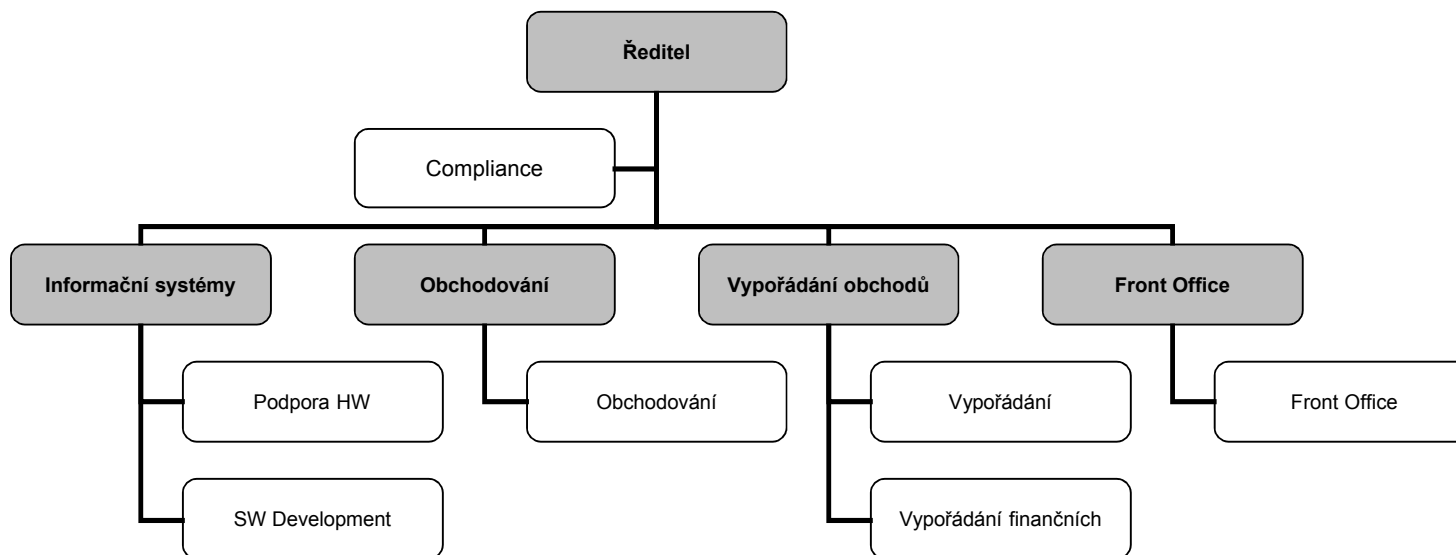 Ředitel
Compliance
Informační systémy
Obchodování
Vypořádání obchodů
Front Office
Podpora HW
Obchodování
Vypořádání
Front Office
SW Development
Vypořádání finančních